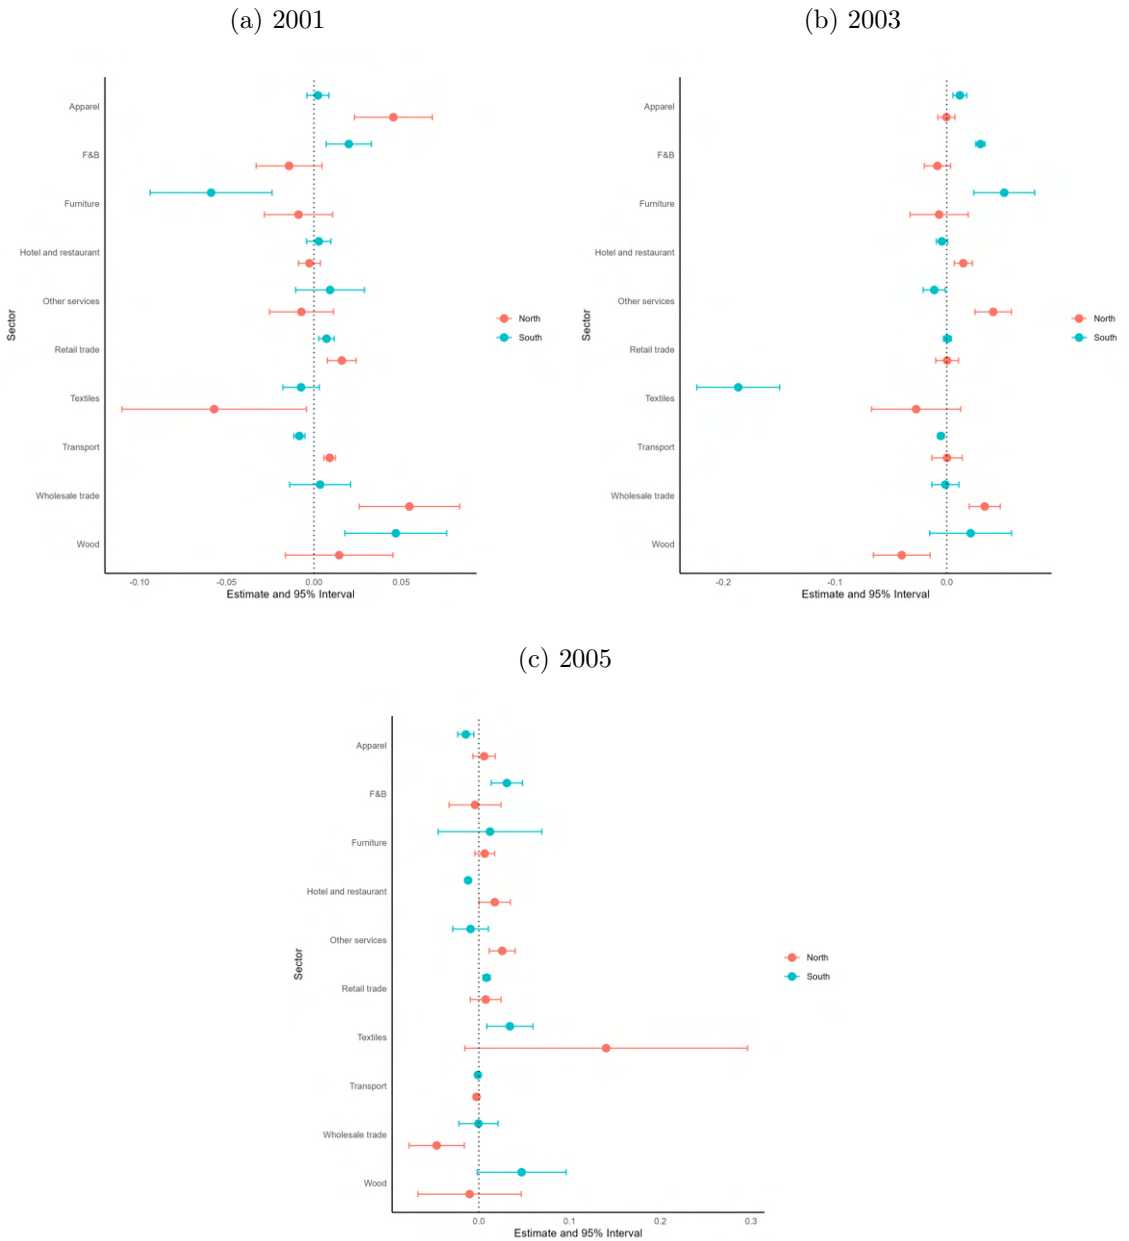 (a) 2001
Apparel
F&B
Furniture
Hotel and restaurant
Other services
Retail trade
Textiles
Transport
Wholesale trade
Wood
Sector
-0.10 -0.05 0.00 0.05
Estimate and 95% Interval
North
South
(b) 2003
Apparel
F&B
Furniture
Hotel and restaurant
Other services
Retail trade
Textiles
Transport
Wholesale trade
Wood
Sector
-0.2 -0.1 0.0
Estimate and 95% Interval
North
South
(c) 2005
Apparel
F&B
Furniture
Hotel and restaurant
Other services
Retail trade
Textiles
Transport
Wholesale trade
Wood
Sector
0.0 0.1 0.2 0.3
Estimate and 95% Interval
North
South